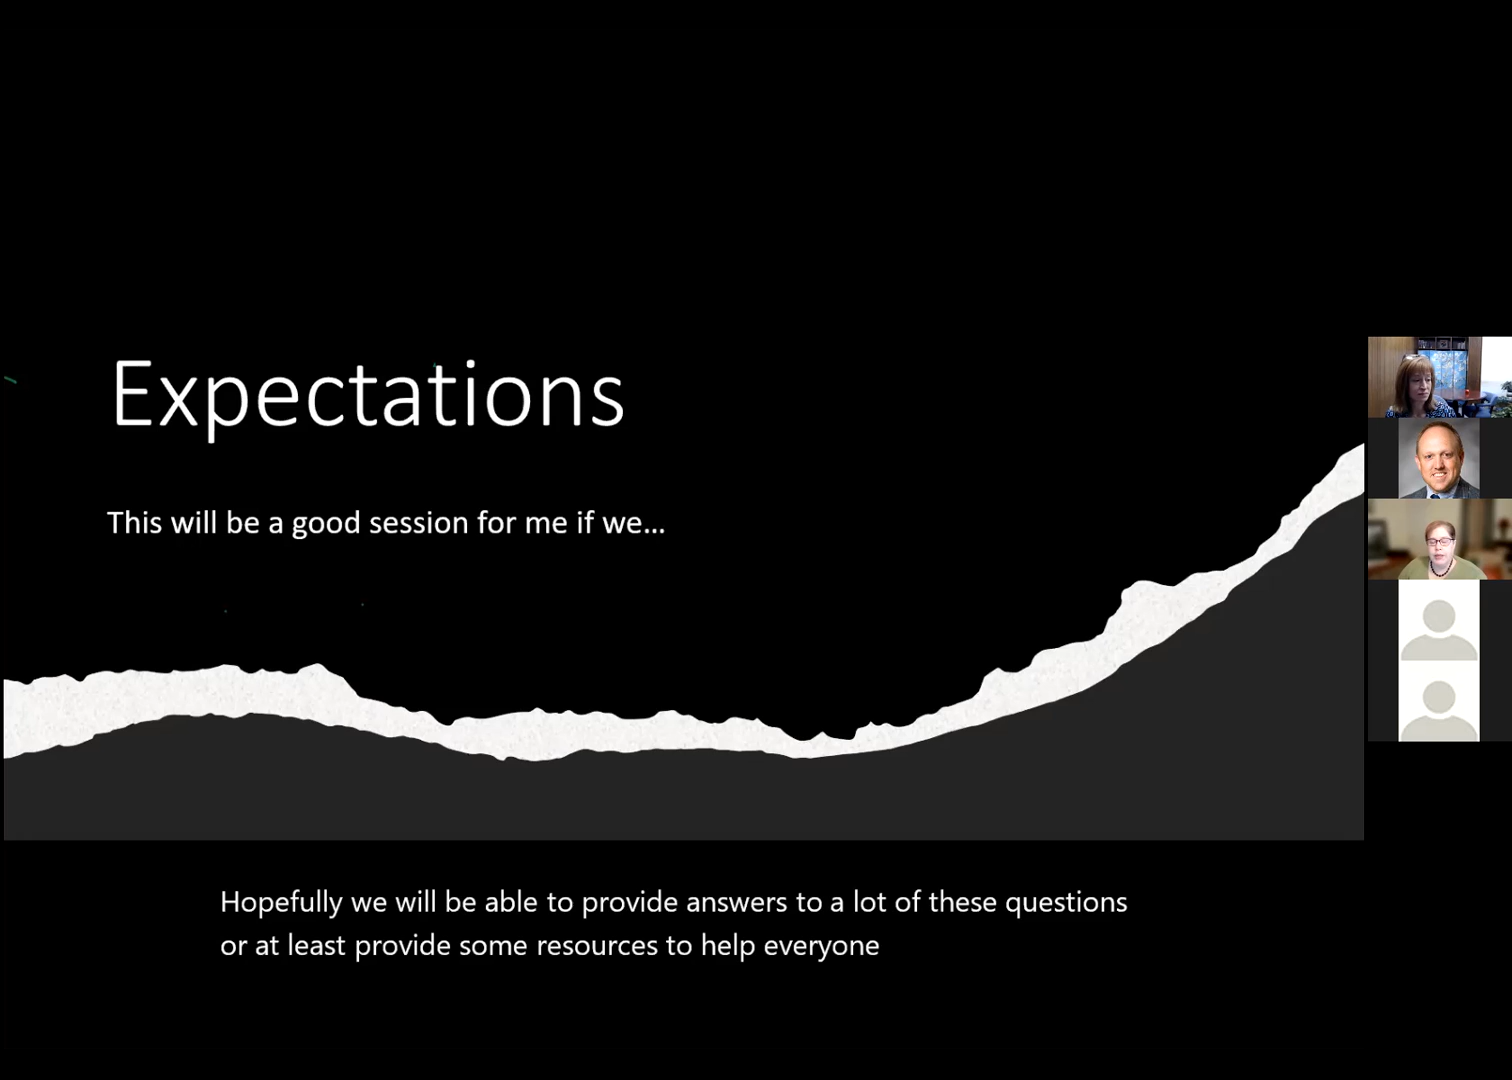 Expectations
This will be a good session for me if we...
Hopefully we will be able to provide answers to a lot of these questions
or at least provide some resources to help everyone